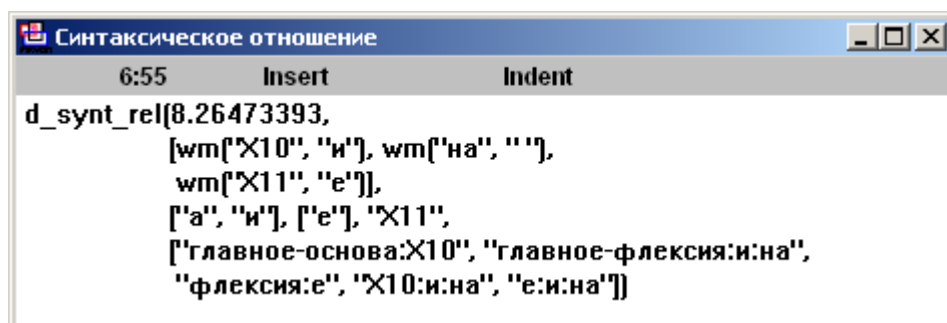 Синтаксическое отношение
6:55 Insert Indent
d_synt_rel(8.26473393,
[wm("X10", "и"), wm("на", " "),
wm("X11", "е")],
["а", "и"], ["е"], "X11",
["главное-основа:X10", "главное-флексия:и:на",
"флексия:е", "X10:и:на", "е:и:на"])